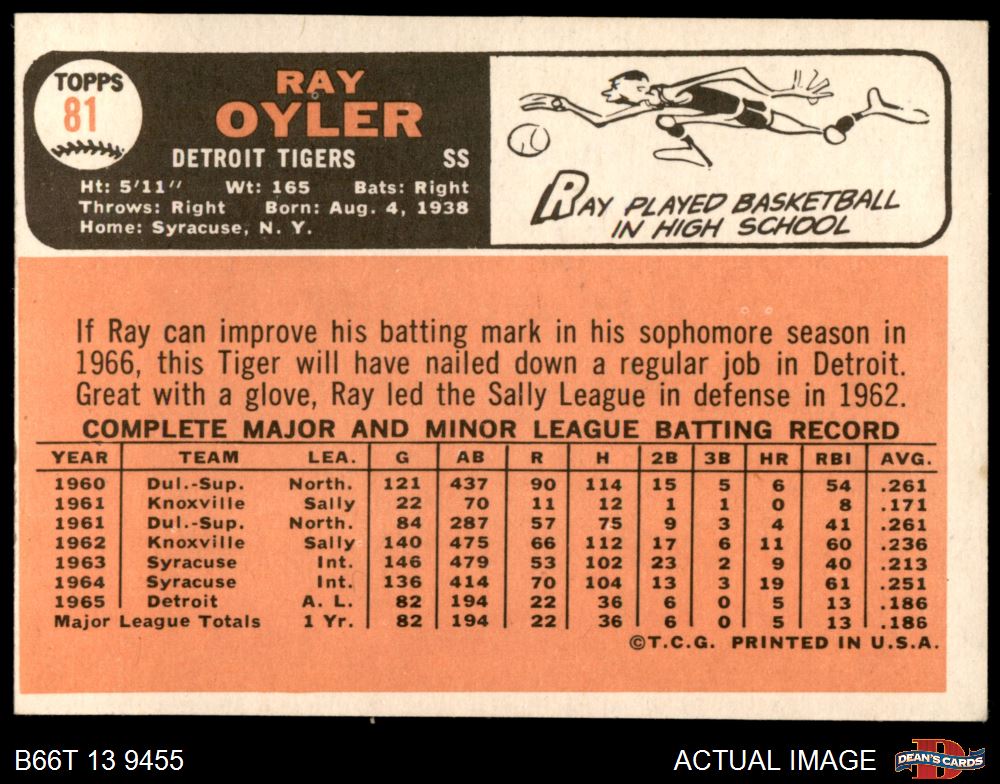 TOPPS
81
RAY
OYLER
DETROIT TIGERS SS
Ht: 5'11" Wt: 165 Bats: Right
Throws: Right Born: Aug. 4, 1938
Home: Syracuse, N. Y.
RAY PLAYED BASKETBALL
IN HIGH SCHOOL
If Ray can improve his batting mark in his sophomore season in
1966, this Tiger will have nailed down a regular job in Detroit.
Great with a glove, Ray led the Sally League in defense in 1962.
COMPLETE MAJOR AND MINOR LEAGUE BATTING RECORD
YEAR TEAM LEA. G AB R H 2B 3B HR RBI AVG.
1960 Dul.-Sup. North. 121 437 90 114 15 5 6 54 .261
1961 Knoxville Sally 22 70 11 12 1 1 0 8 .171
1961 Dul.-Sup. North. 84 287 57 75 9 3 4 41 .261
1962 Knoxville Sally 140 475 66 112 17 6 11 60 .236
1963 Syracuse Int. 146 479 53 102 23 2 9 40 .213
1964 Syracuse Int. 136 414 70 104 13 3 19 61 .251
1965 Detroit A. L. 82 194 22 36 6 0 5 13 .186
Major League Totals 1 Yr. 82 194 22 36 6 0 5 13 .186
©T.C.G. PRINTED IN U.S.A.
B66T 13 9455 ACTUAL IMAGE
DEAN'S CARDS